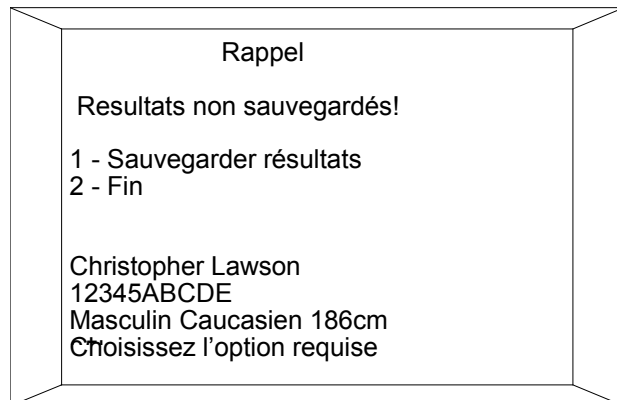 Rappel
Resultats non sauvegardés!
1 - Sauvegarder résultats
2 - Fin
Christopher Lawson
12345ABCDE
Masculin Caucasien 186cm
Choisissez l’option requise